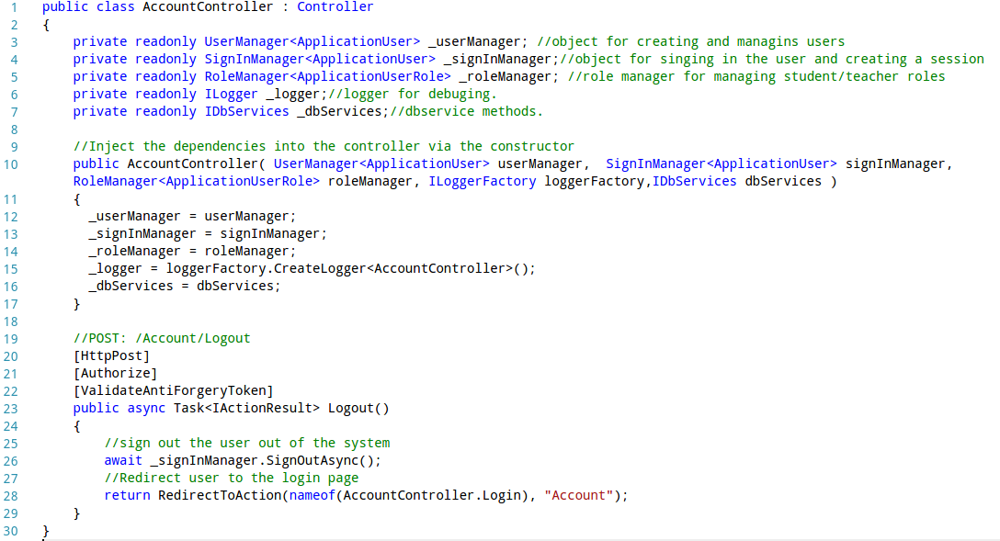 1 public class AccountController : Controller
2 {
3     private readonly UserManager<ApplicationUser> _userManager; //object for creating and managins users
4     private readonly SignInManager<ApplicationUser> _signInManager;//object for singing in the user and creating a session
5     private readonly RoleManager<ApplicationUserRole> _roleManager; //role manager for managing student/teacher roles
6     private readonly ILogger _logger;//logger for debuging.
7     private readonly IDbServices _dbServices;//dbservice methods.
8
9     //Inject the dependencies into the controller via the constructor
10     public AccountController( UserManager<ApplicationUser> userManager,  SignInManager<ApplicationUser> signInManager,
    RoleManager<ApplicationUserRole> roleManager, ILoggerFactory loggerFactory,IDbServices dbServices )
11     {
12       _userManager = userManager;
13       _signInManager = signInManager;
14       _roleManager = roleManager;
15       _logger = loggerFactory.CreateLogger<AccountController>();
16       _dbServices = dbServices;
17     }
18
19     //POST: /Account/Logout
20     [HttpPost]
21     [Authorize]
22     [ValidateAntiForgeryToken]
23     public async Task<IActionResult> Logout()
24     {
25         //sign out the user out of the system
26         await _signInManager.SignOutAsync();
27         //Redirect user to the login page
28         return RedirectToAction(nameof(AccountController.Login), "Account");
29     }
30 }